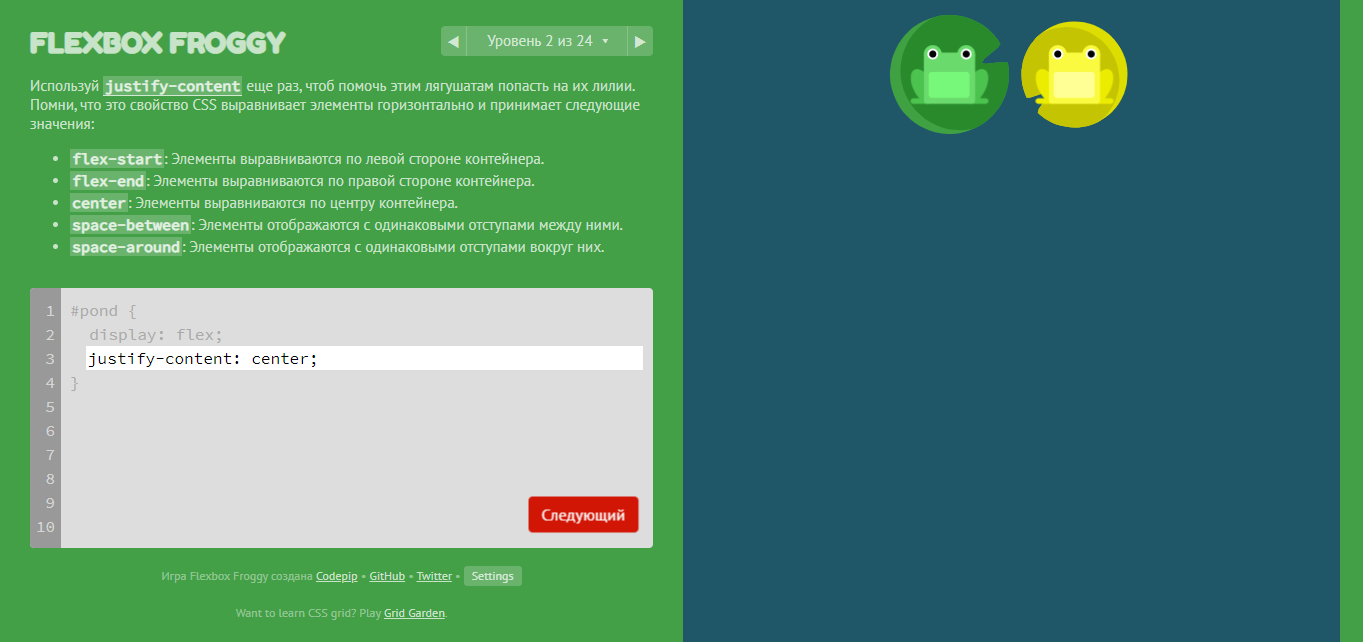 FLEXBOX FROGGY
Уровень 2 из 24
Используй justify-content еще раз, чтоб помочь этим лягушатам попасть на их лилии.
Помни, что это свойство CSS выравнивает элементы горизонтально и принимает следующие
значения:
flex-start: Элементы выравниваются по левой стороне контейнера.
flex-end: Элементы выравниваются по правой стороне контейнера.
center: Элементы выравниваются по центру контейнера.
space-between: Элементы отображаются с одинаковыми отступами между ними.
space-around: Элементы отображаются с одинаковыми отступами вокруг них.
1 #pond {
2 display: flex;
3 justify-content: center;
4 }
5
6
7
8
9
10
Следующий
Игра Flexbox Froggy создана Codepip • GitHub • Twitter • Settings
Want to learn CSS grid? Play Grid Garden.